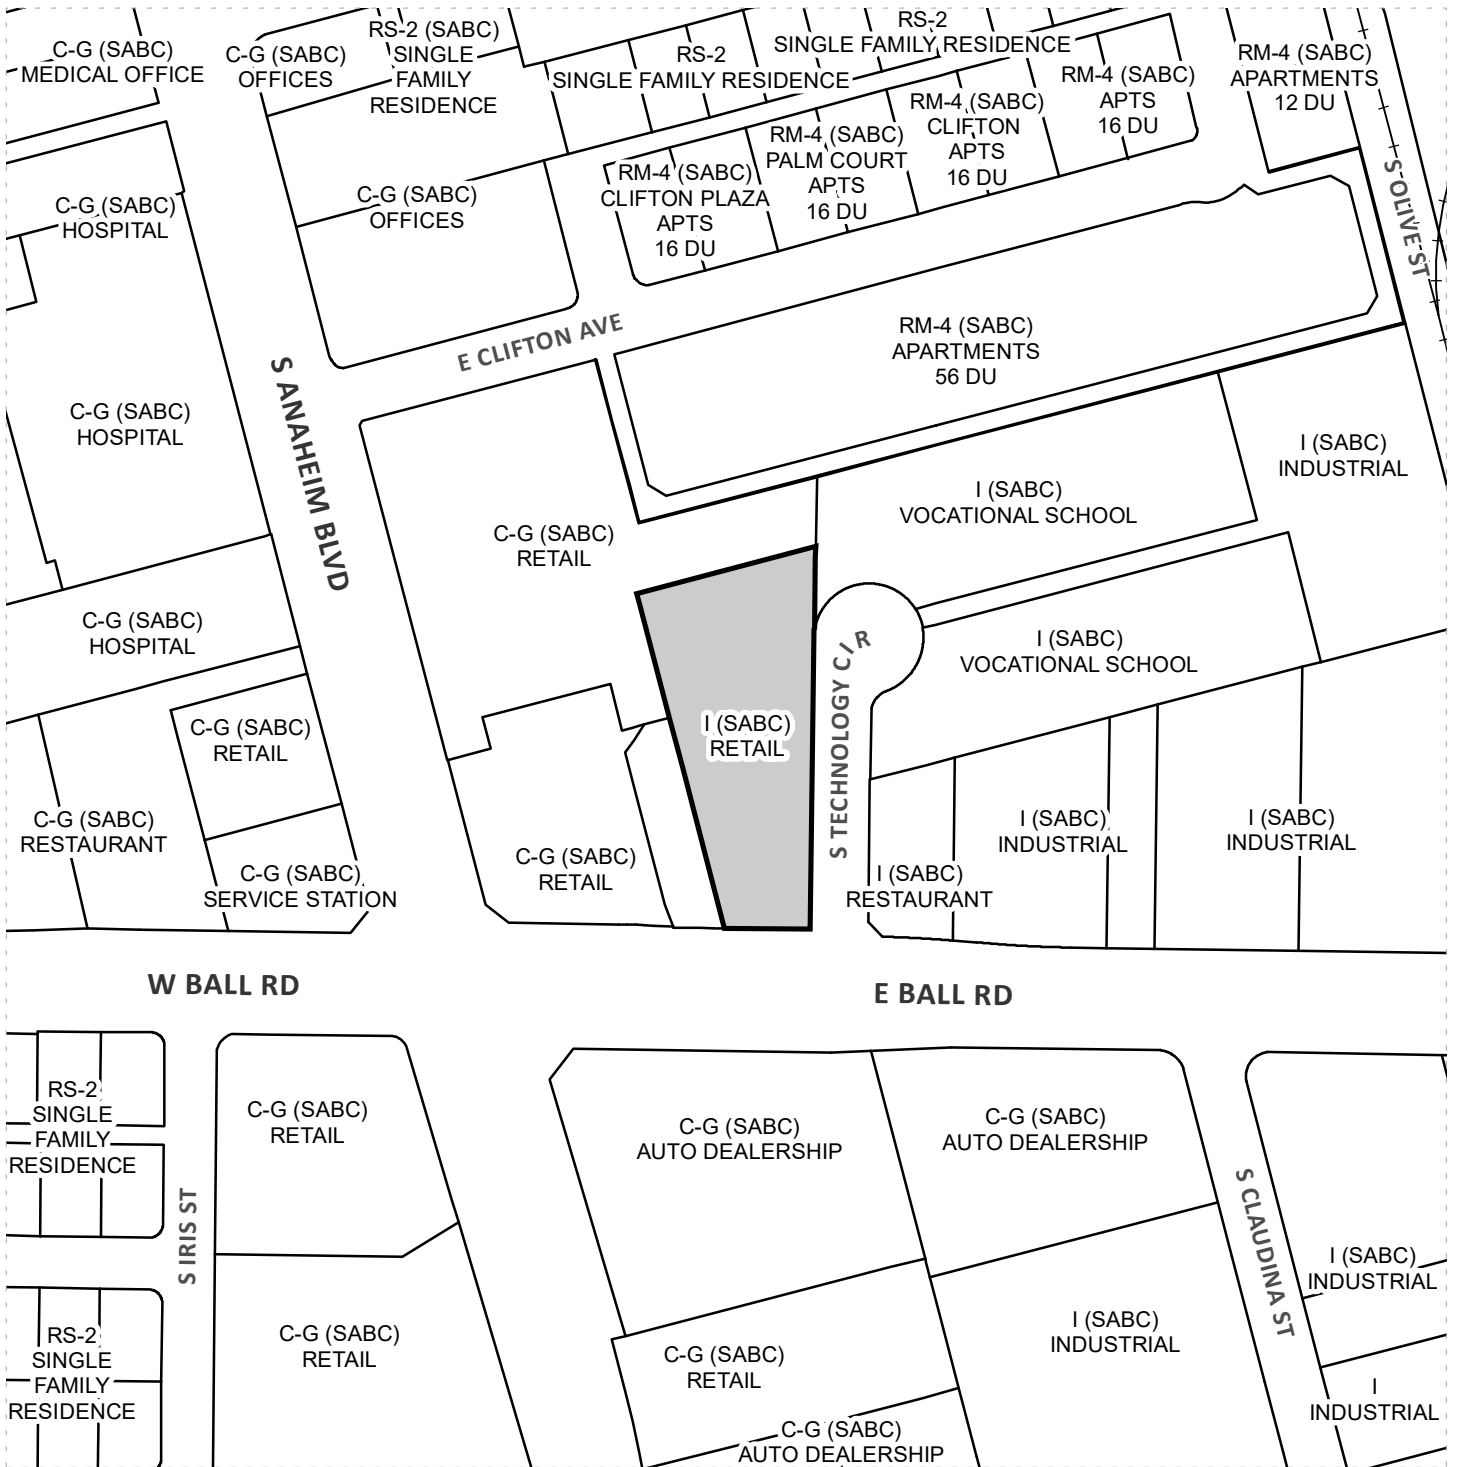 C-G (SABC)
MEDICAL OFFICE
C-G (SABC)
OFFICES
RS-2 (SABC)
SINGLE
FAMILY
RESIDENCE
RS-2
SINGLE FAMILY RESIDENCE
RS-2
SINGLE FAMILY RESIDENCE
RM-4 (SABC)
APTS
16 DU
RM-4 (SABC)
APARTMENTS
12 DU
RM-4 (SABC)
CLIFTON
APTS
16 DU
RM-4 (SABC)
PALM COURT
APTS
16 DU
RM-4 (SABC)
CLIFTON PLAZA
APTS
16 DU
C-G (SABC)
HOSPITAL
C-G (SABC)
OFFICES
S OLIVE ST
E CLIFTON AVE
RM-4 (SABC)
APARTMENTS
56 DU
S ANAHEIM BLVD
C-G (SABC)
HOSPITAL
I (SABC)
INDUSTRIAL
I (SABC)
VOCATIONAL SCHOOL
C-G (SABC)
RETAIL
C-G (SABC)
HOSPITAL
I (SABC)
VOCATIONAL SCHOOL
S TECHNOLOGY CIR
I (SABC)
RETAIL
C-G (SABC)
RETAIL
C-G (SABC)
RESTAURANT
I (SABC)
INDUSTRIAL
I (SABC)
INDUSTRIAL
C-G (SABC)
RETAIL
C-G (SABC)
SERVICE STATION
I (SABC)
RESTAURANT
W BALL RD
E BALL RD
RS-2
SINGLE
FAMILY
RESIDENCE
C-G (SABC)
RETAIL
C-G (SABC)
AUTO DEALERSHIP
C-G (SABC)
AUTO DEALERSHIP
S IRIS ST
S CLAUDINA ST
I (SABC)
INDUSTRIAL
RS-2
SINGLE
FAMILY
RESIDENCE
C-G (SABC)
RETAIL
C-G (SABC)
RETAIL
I (SABC)
INDUSTRIAL
I
INDUSTRIAL
C-G (SABC)
AUTO DEALERSHIP